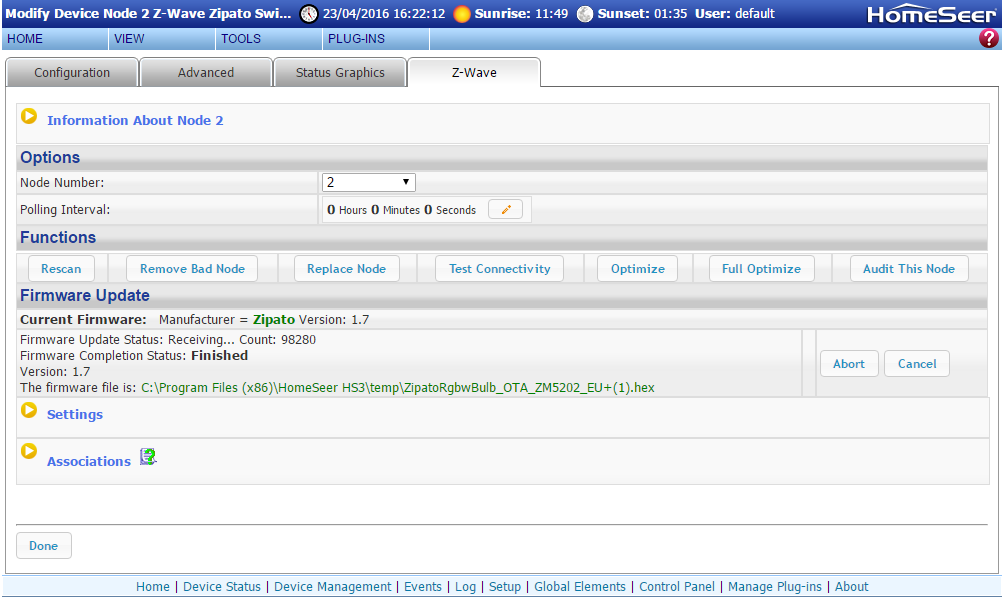 Modify Device Node 2 Z-Wave Zipato Swi... 23/04/2016 16:22:12 Sunrise: 11:49 Sunset: 01:35 User: default HomeSeer
HOME VIEW TOOLS PLUG-INS ?
Configuration Advanced Status Graphics Z-Wave
Information About Node 2
Options
Node Number: 2
Polling Interval: 0 Hours 0 Minutes 0 Seconds
Functions
Rescan Remove Bad Node Replace Node Test Connectivity Optimize Full Optimize Audit This Node
Firmware Update
Current Firmware: Manufacturer = Zipato Version: 1.7
Firmware Update Status: Receiving... Count: 98280
Firmware Completion Status: Finished
Version: 1.7
Abort Cancel
The firmware file is: C:\Program Files (x86)\HomeSeer HS3\temp\ZipatoRgbwBulb_OTA_ZM5202_EU+(1).hex
Settings
Associations ?
Done
Home | Device Status | Device Management | Events | Log | Setup | Global Elements | Control Panel | Manage Plug-ins | About